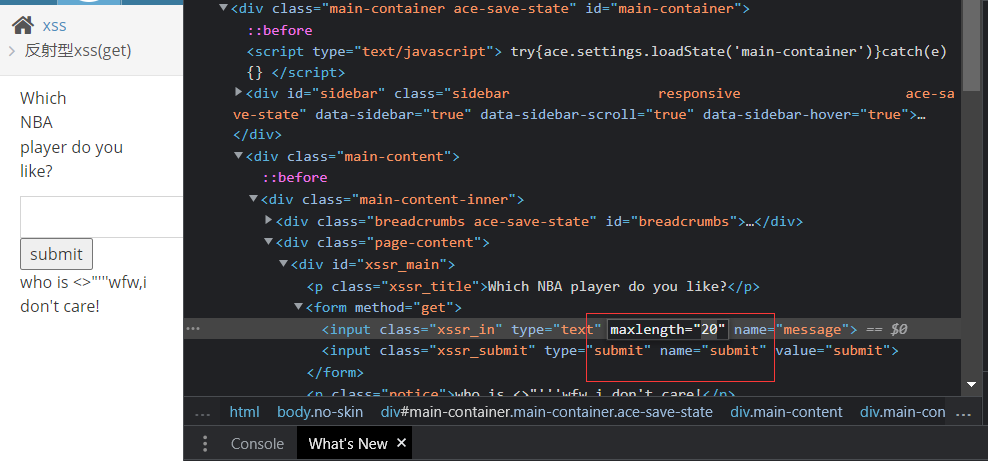 xss
反射型xss(get)
Which
NBA
player do you
like?
submit
who is <>"'"wfw,i
don't care!
<div class="main-container ace-save-state" id="main-container">
::before
<script type="text/javascript"> try{ace.settings.loadState('main-container')}catch(e)
{} </script>
<div id="sidebar" class="sidebar responsive ace-sa
ve-state" data-sidebar="true" data-sidebar-scroll="true" data-sidebar-hover="true">…
</div>
<div class="main-content">
::before
<div class="main-content-inner">
<div class="breadcrumbs ace-save-state" id="breadcrumbs">…</div>
<div class="page-content">
<div id="xssr_main">
<p class="xssr_title">Which NBA player do you like?</p>
<form method="get">
<input class="xssr_in" type="text" maxlength="20" name="message"> == $0
<input class="xssr_submit" type="submit" name="submit" value="submit">
</form>
<p class="notice">who is <>"'''wfw,i don't care!</p>
... html body.no-skin div#main-container.main-container.ace-save-state div.main-content div.main-con ...
Console What's New ×